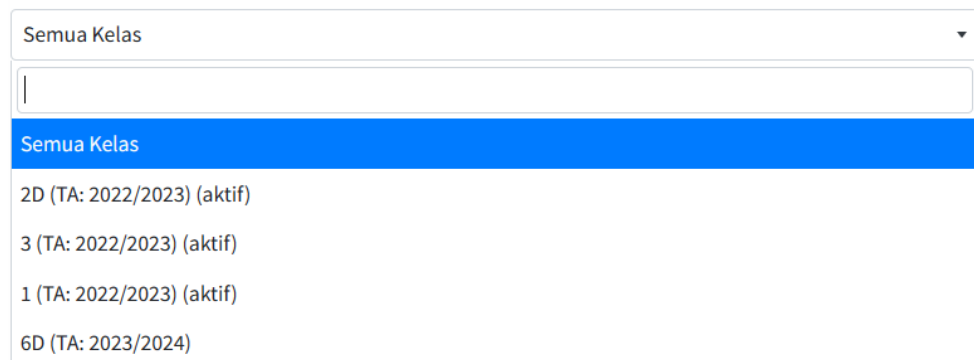 Semua Kelas
Semua Kelas
2D (TA: 2022/2023) (aktif)
3 (TA: 2022/2023) (aktif)
1 (TA: 2022/2023) (aktif)
6D (TA: 2023/2024)